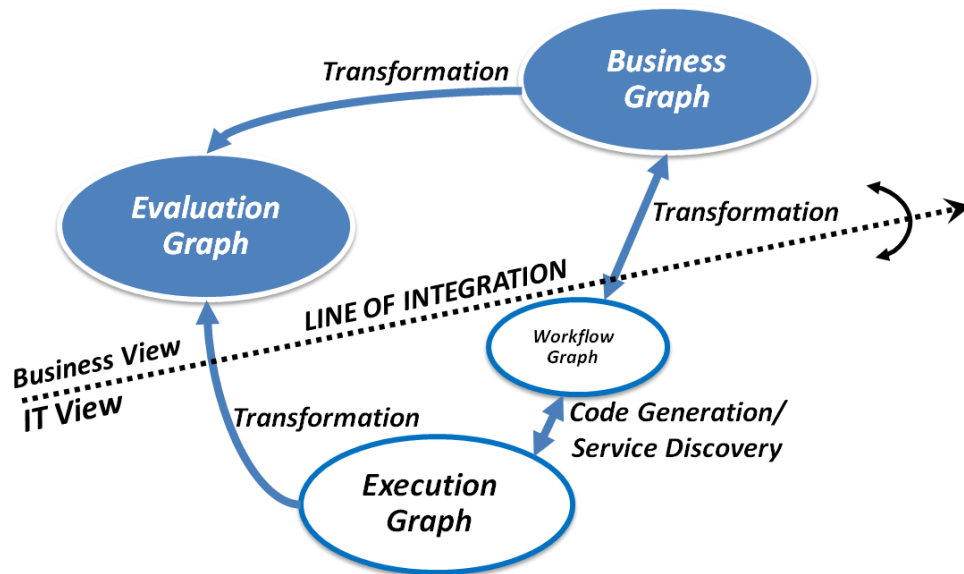 Business
Graph
Transformation
Evaluation
Graph
Transformation
LINE OF INTEGRATION
Workflow
Graph
Business View
IT View
Transformation
Code Generation/
Service Discovery
Execution
Graph